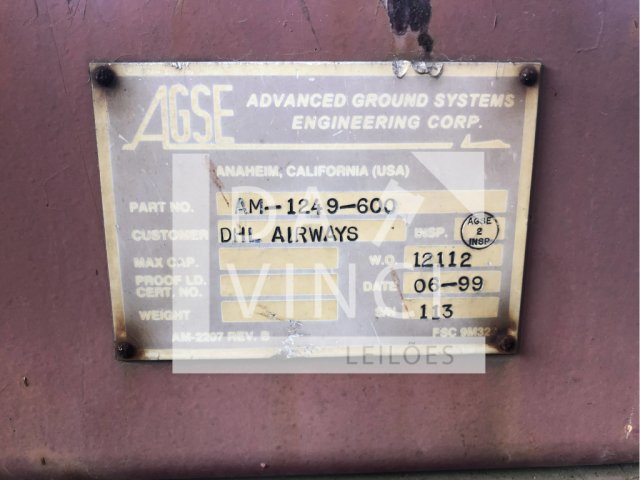 AGSE ADVANCED GROUND SYSTEMS
ENGINEERING CORP.
ANAHEIM, CALIFORNIA (USA)
PART NO. AM-1249-600
CUSTOMER DHL AIRWAYS INSP. AGSE 2 INSP
MAX CAP. W.O. 12112
PROOF LD. CERT. NO. DATE 06-99
WEIGHT S/N 113
AM-2207 REV. B FSC
DA VINCI
LEILÕES